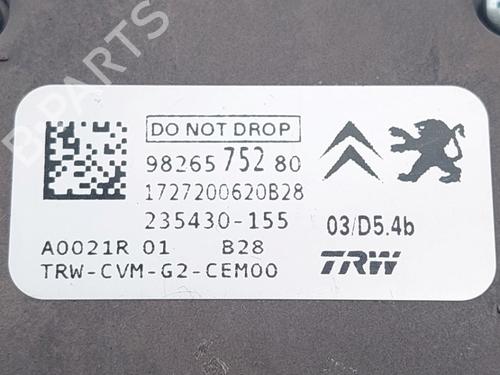 DO NOT DROP
98265 752 80
1727200620B28
235430-155
03/D5.4b
A0021R 01 B28
TRW-CVM-G2-CEM00
TRW
B-PARTS